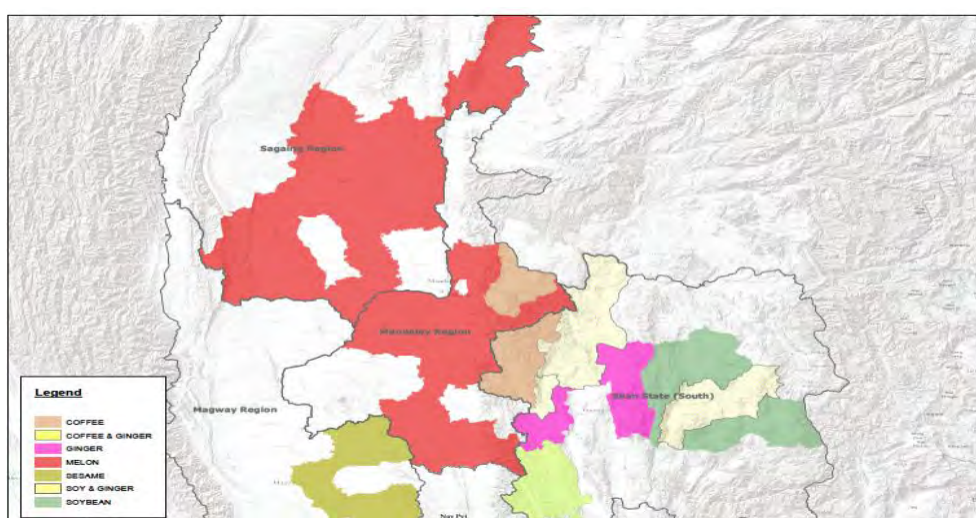 Sagaing Region
Mandalay Region
Shan State (South)
Magway Region
Legend
COFFEE
COFFEE & GINGER
GINGER
MELON
SESAME
SOY & GINGER
SOYBEAN